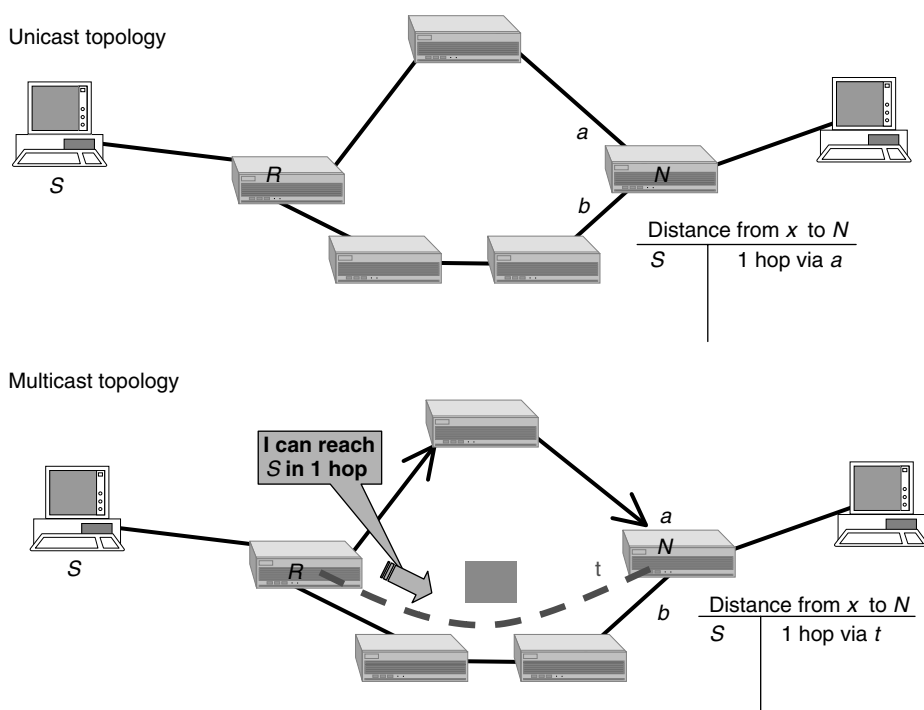 Unicast topology
a
S
R
N
b
Distance from x to N
S 1 hop via a
Multicast topology
I can reach
S in 1 hop
a
S
R
t
N
b
Distance from x to N
S 1 hop via t